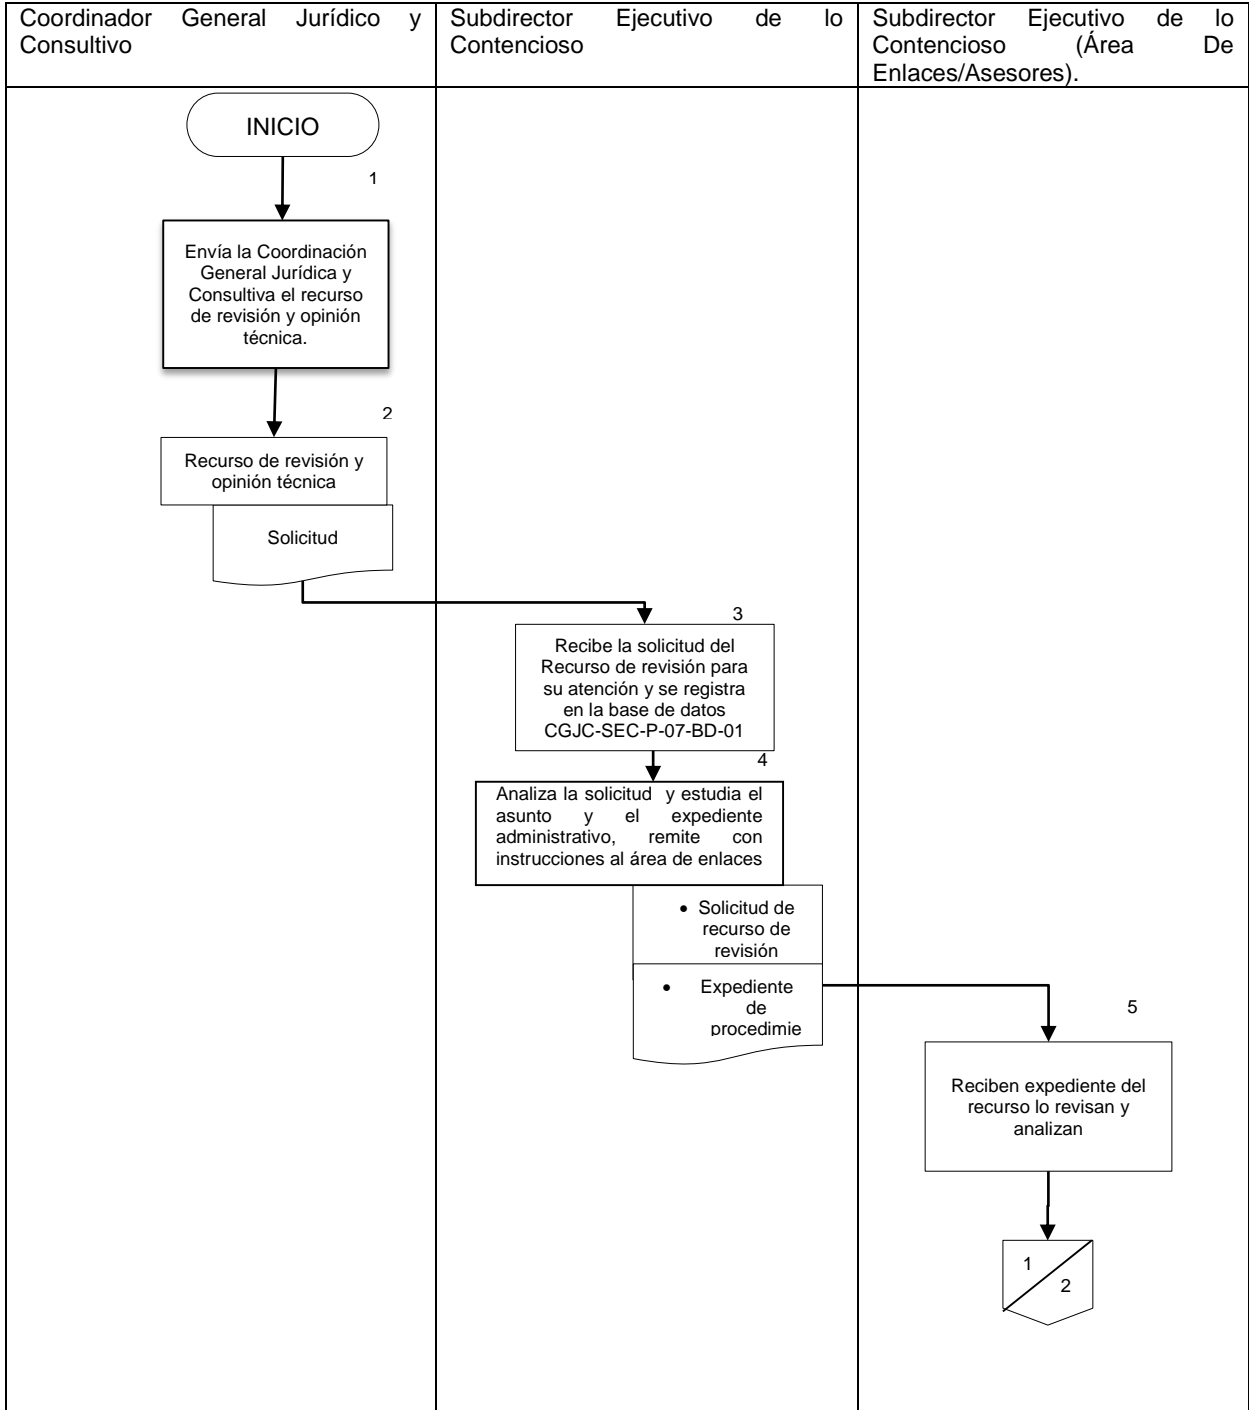 Coordinador General Jurídico y
Consultivo
Subdirector Ejecutivo de lo
Contencioso
Subdirector Ejecutivo de lo
Contencioso (Área De
Enlaces/Asesores).
INICIO
1
Envía la Coordinación
General Jurídica y
Consultiva el recurso
de revisión y opinión
técnica.
2
Recurso de revisión y
opinión técnica
Solicitud
3
Recibe la solicitud del
Recurso de revisión para
su atención y se registra
en la base de datos
CGJC-SEC-P-07-BD-01
4
Analiza la solicitud y estudia el
asunto y el expediente
administrativo, remite con
instrucciones al área de enlaces
• Solicitud de
recurso de
revisión
• Expediente
de
procedimie
5
Reciben expediente del
recurso lo revisan y
analizan
1
2